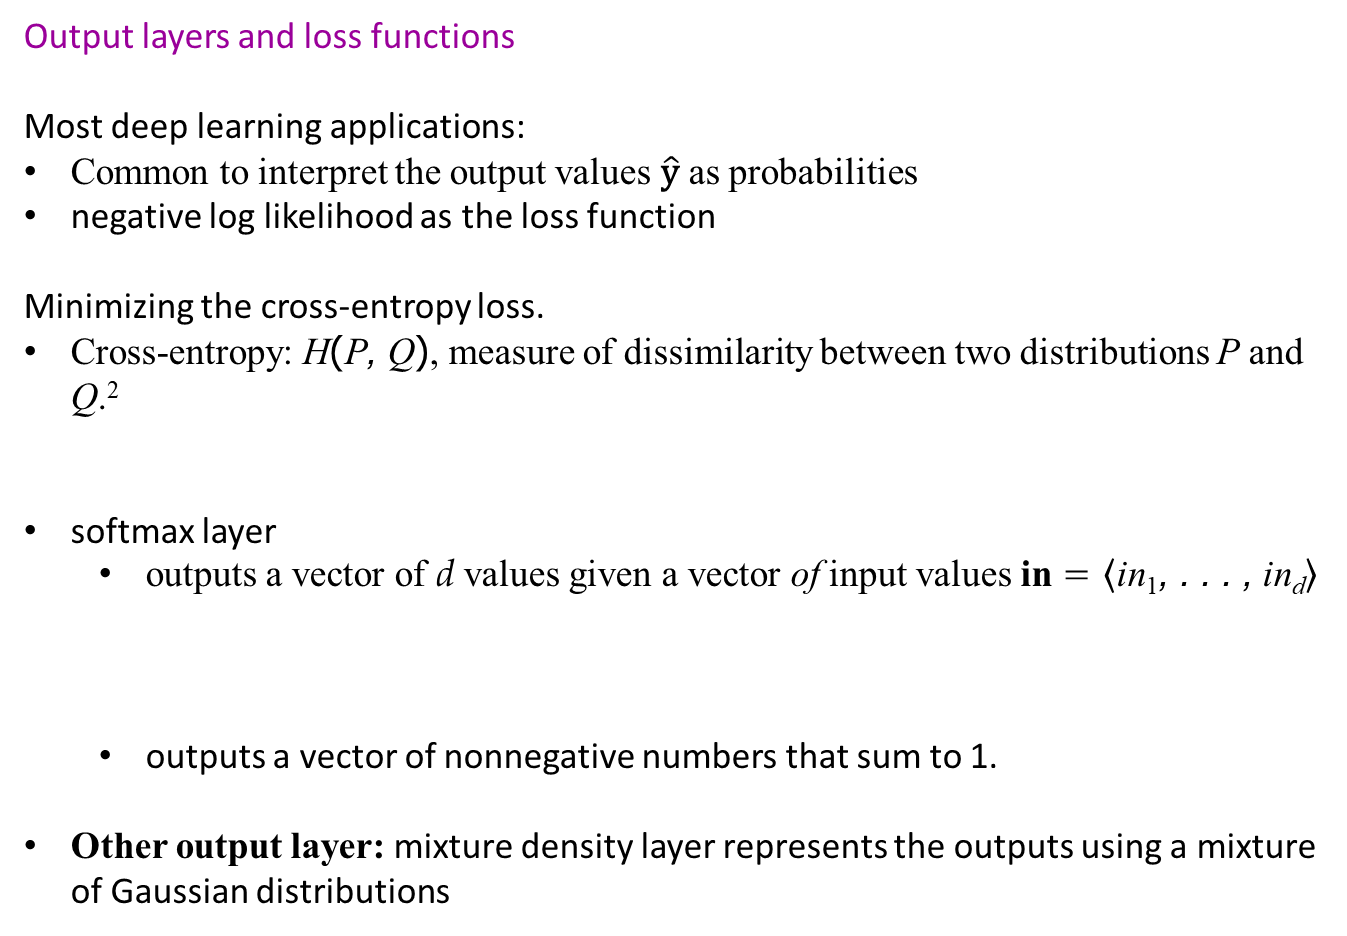 Output layers and loss functions
Most deep learning applications:
• Common to interpret the output values ŷ as probabilities
• negative log likelihood as the loss function
Minimizing the cross-entropy loss.
• Cross-entropy: H(P, Q), measure of dissimilarity between two distributions P and
Q.²
• softmax layer
• outputs a vector of d values given a vector of input values in = ⟨in₁, . . . , in_d⟩
• outputs a vector of nonnegative numbers that sum to 1.
• Other output layer: mixture density layer represents the outputs using a mixture
of Gaussian distributions